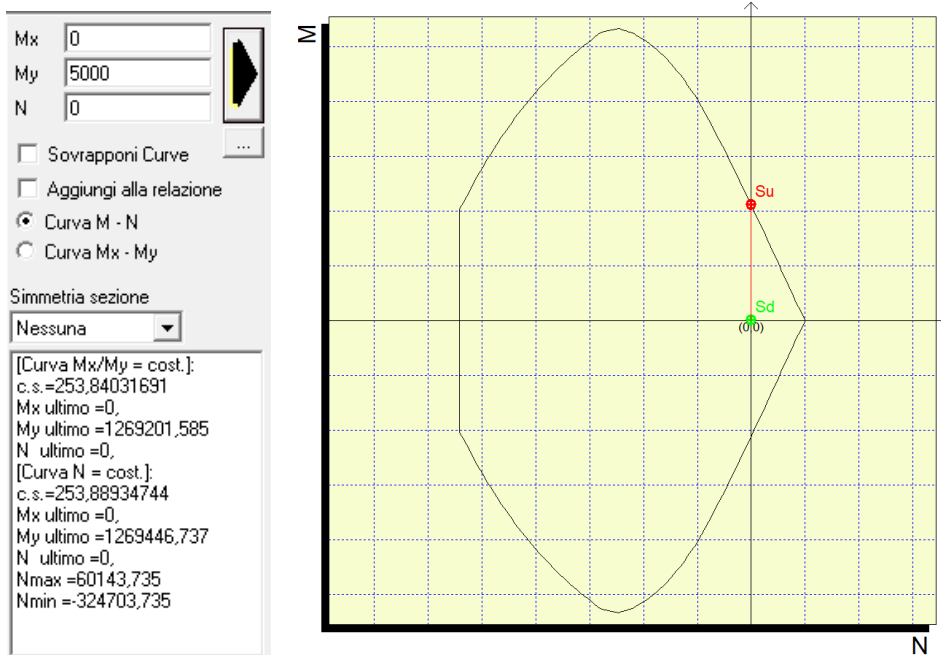 Mx 0
My 5000
N 0
...
Sovrapponi Curve
Aggiungi alla relazione
Curva M - N
Curva Mx - My
Simmetria sezione
Nessuna
[Curva Mx/My = cost.]:
c.s.=253,84031691
Mx ultimo =0,
My ultimo =1269201,585
N ultimo =0,
[Curva N = cost.]:
c.s.=253,88934744
Mx ultimo =0,
My ultimo =1269446,737
N ultimo =0,
Nmax =60143,735
Nmin =-324703,735
M
Su
Sd
(0,0)
N